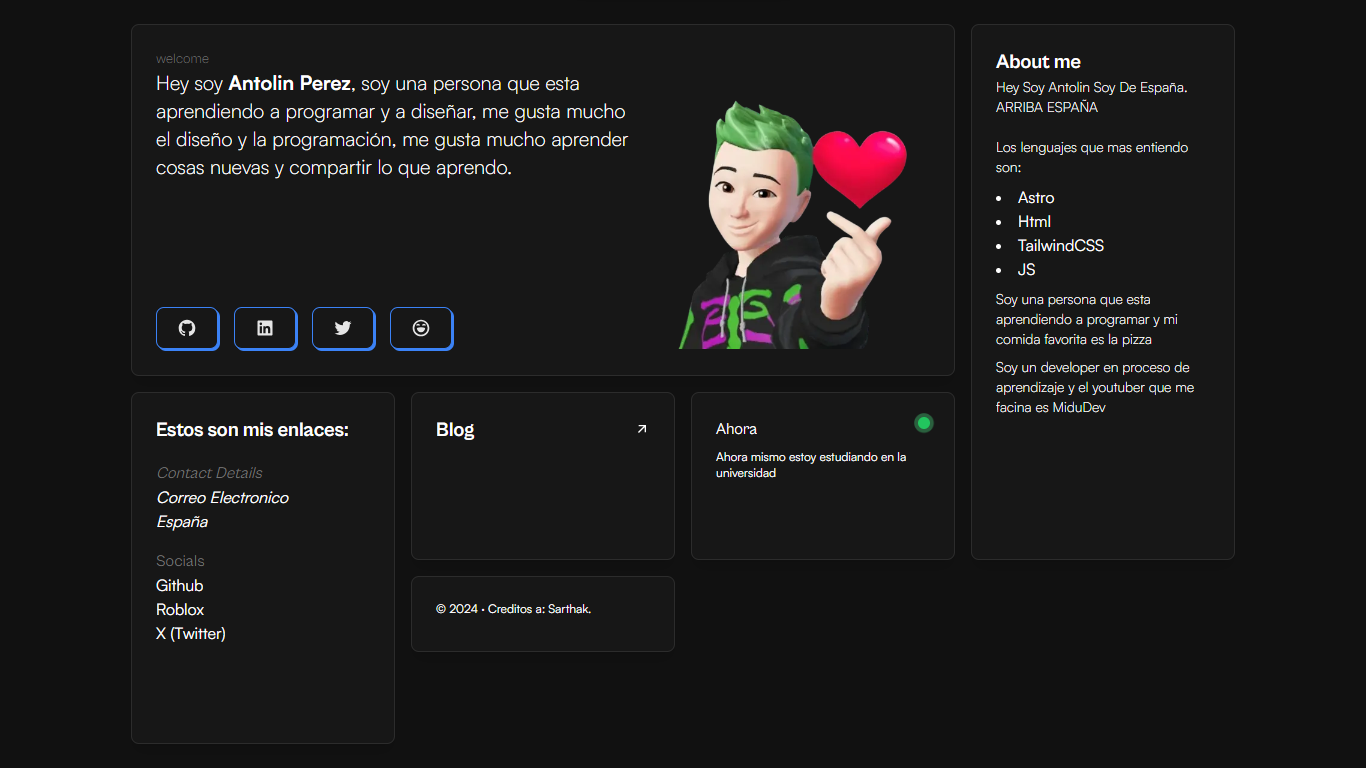 welcome
Hey soy Antolin Perez, soy una persona que esta
aprendiendo a programar y a diseñar, me gusta mucho
el diseño y la programación, me gusta mucho aprender
cosas nuevas y compartir lo que aprendo.
About me
Hey Soy Antolin Soy De España.
ARRIBA ESPAÑA
Los lenguajes que mas entiendo
son:
• Astro
• Html
• TailwindCSS
• JS
Soy una persona que esta
aprendiendo a programar y mi
comida favorita es la pizza
Soy un developer en proceso de
aprendizaje y el youtuber que me
facina es MiduDev
Estos son mis enlaces:
Contact Details
Correo Electronico
España
Socials
Github
Roblox
X (Twitter)
Blog
Ahora
Ahora mismo estoy estudiando en la
universidad
© 2024 · Creditos a: Sarthak.